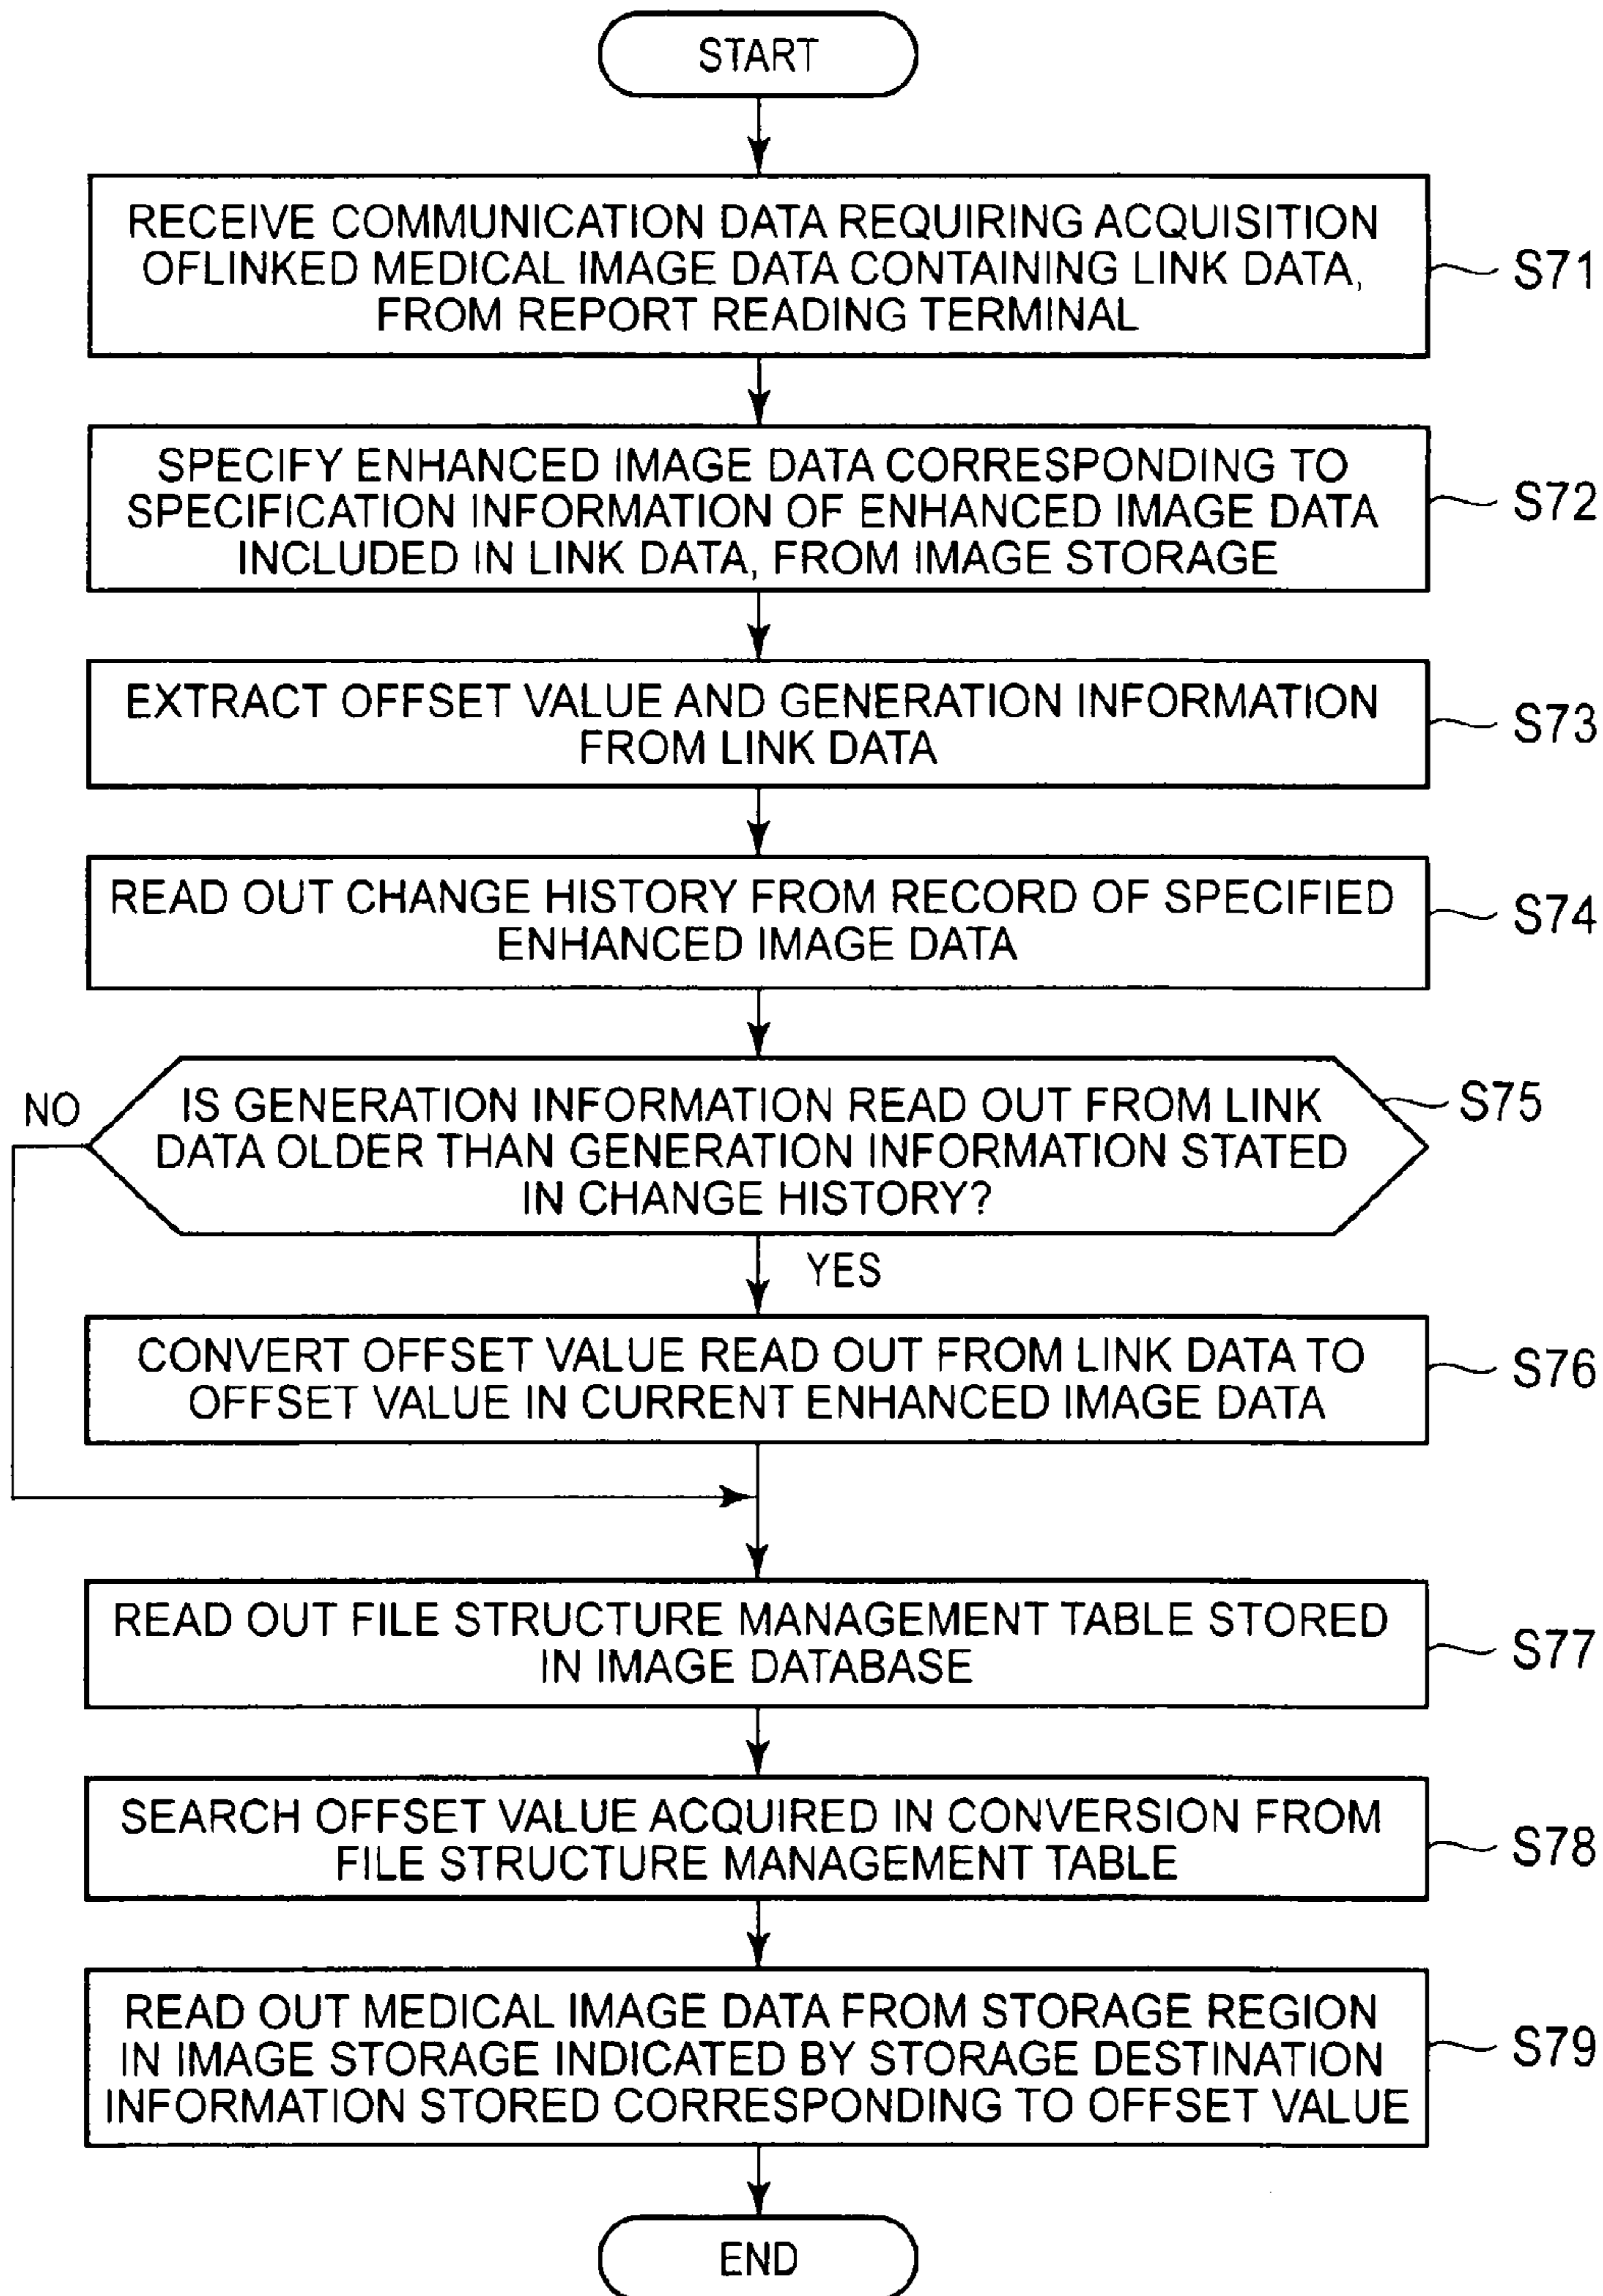 START
RECEIVE COMMUNICATION DATA REQUIRING ACQUISITION
OFLINKED MEDICAL IMAGE DATA CONTAINING LINK DATA,
FROM REPORT READING TERMINAL
S71
SPECIFY ENHANCED IMAGE DATA CORRESPONDING TO
SPECIFICATION INFORMATION OF ENHANCED IMAGE DATA
INCLUDED IN LINK DATA, FROM IMAGE STORAGE
S72
EXTRACT OFFSET VALUE AND GENERATION INFORMATION
FROM LINK DATA
S73
READ OUT CHANGE HISTORY FROM RECORD OF SPECIFIED
ENHANCED IMAGE DATA
S74
NO
IS GENERATION INFORMATION READ OUT FROM LINK
DATA OLDER THAN GENERATION INFORMATION STATED
IN CHANGE HISTORY?
S75
YES
CONVERT OFFSET VALUE READ OUT FROM LINK DATA TO
OFFSET VALUE IN CURRENT ENHANCED IMAGE DATA
S76
READ OUT FILE STRUCTURE MANAGEMENT TABLE STORED
IN IMAGE DATABASE
S77
SEARCH OFFSET VALUE ACQUIRED IN CONVERSION FROM
FILE STRUCTURE MANAGEMENT TABLE
S78
READ OUT MEDICAL IMAGE DATA FROM STORAGE REGION
IN IMAGE STORAGE INDICATED BY STORAGE DESTINATION
INFORMATION STORED CORRESPONDING TO OFFSET VALUE
S79
END